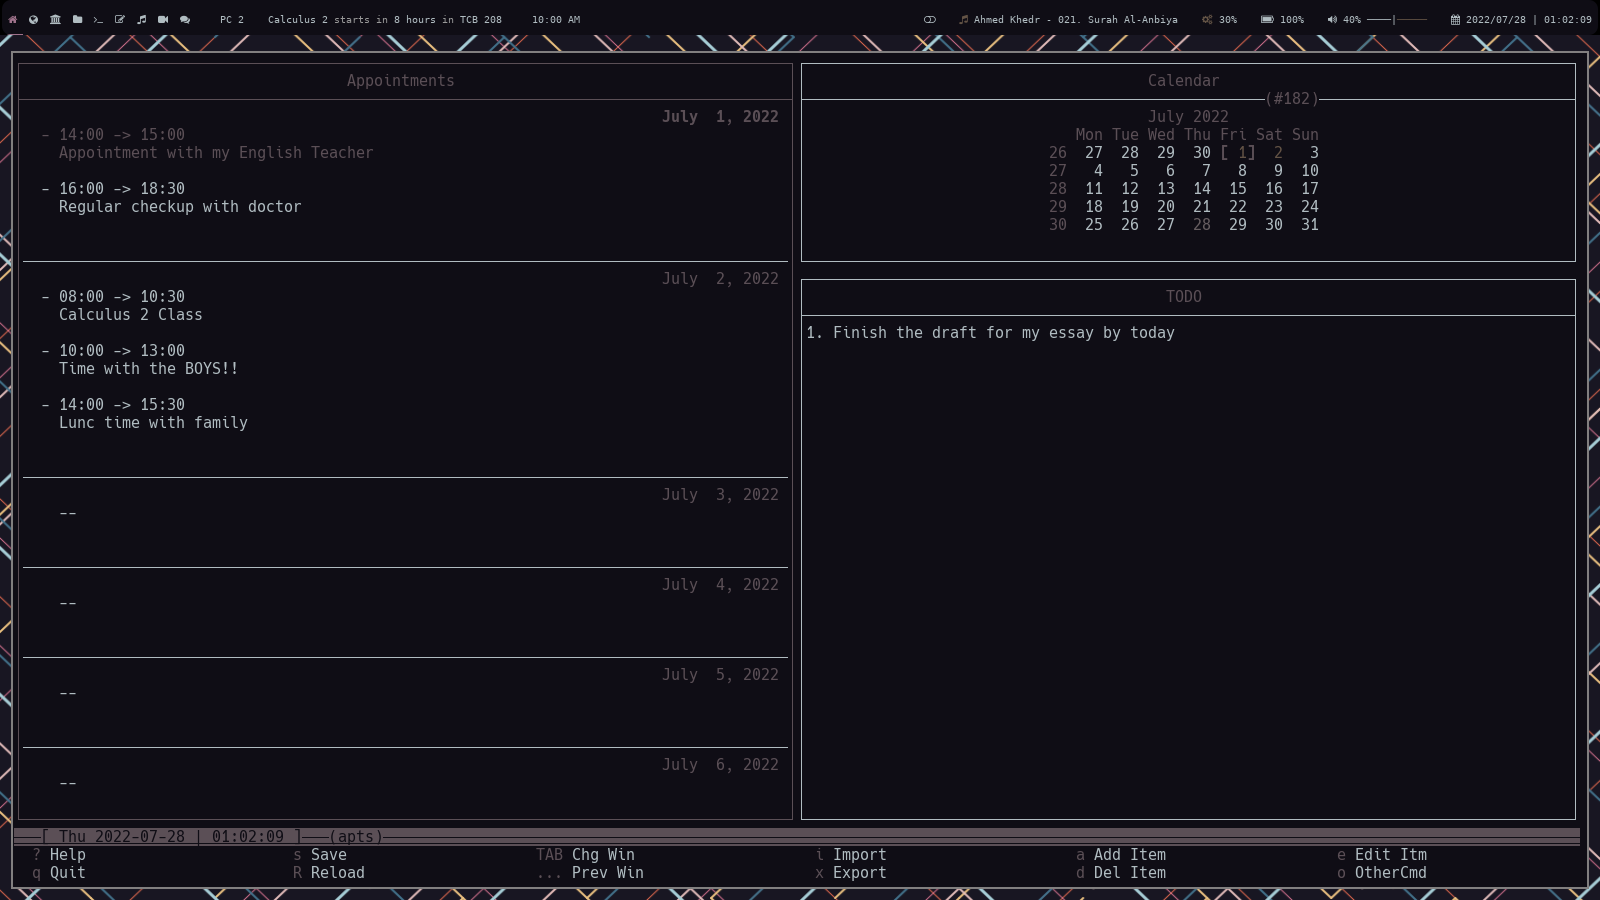 PC 2 Calculus 2 starts in 8 hours in TCB 208 10:00 AM Ahmed Khedr - 021. Surah Al-Anbiya 30% 100% 40% 2022/07/28 | 01:02:09
Appointments
July 1, 2022
- 14:00 -> 15:00
Appointment with my English Teacher
- 16:00 -> 18:30
Regular checkup with doctor
July 2, 2022
- 08:00 -> 10:30
Calculus 2 Class
- 10:00 -> 13:00
Time with the BOYS!!
- 14:00 -> 15:30
Lunc time with family
July 3, 2022
--
July 4, 2022
--
July 5, 2022
--
July 6, 2022
--
Calendar
(#182)
July 2022
Mon Tue Wed Thu Fri Sat Sun
26 27 28 29 30 [ 1] 2 3
27 4 5 6 7 8 9 10
28 11 12 13 14 15 16 17
29 18 19 20 21 22 23 24
30 25 26 27 28 29 30 31
TODO
1. Finish the draft for my essay by today
[ Thu 2022-07-28 | 01:02:09 ] (apts)
? Help s Save TAB Chg Win i Import a Add Item e Edit Itm
q Quit R Reload ... Prev Win x Export d Del Item o OtherCmd